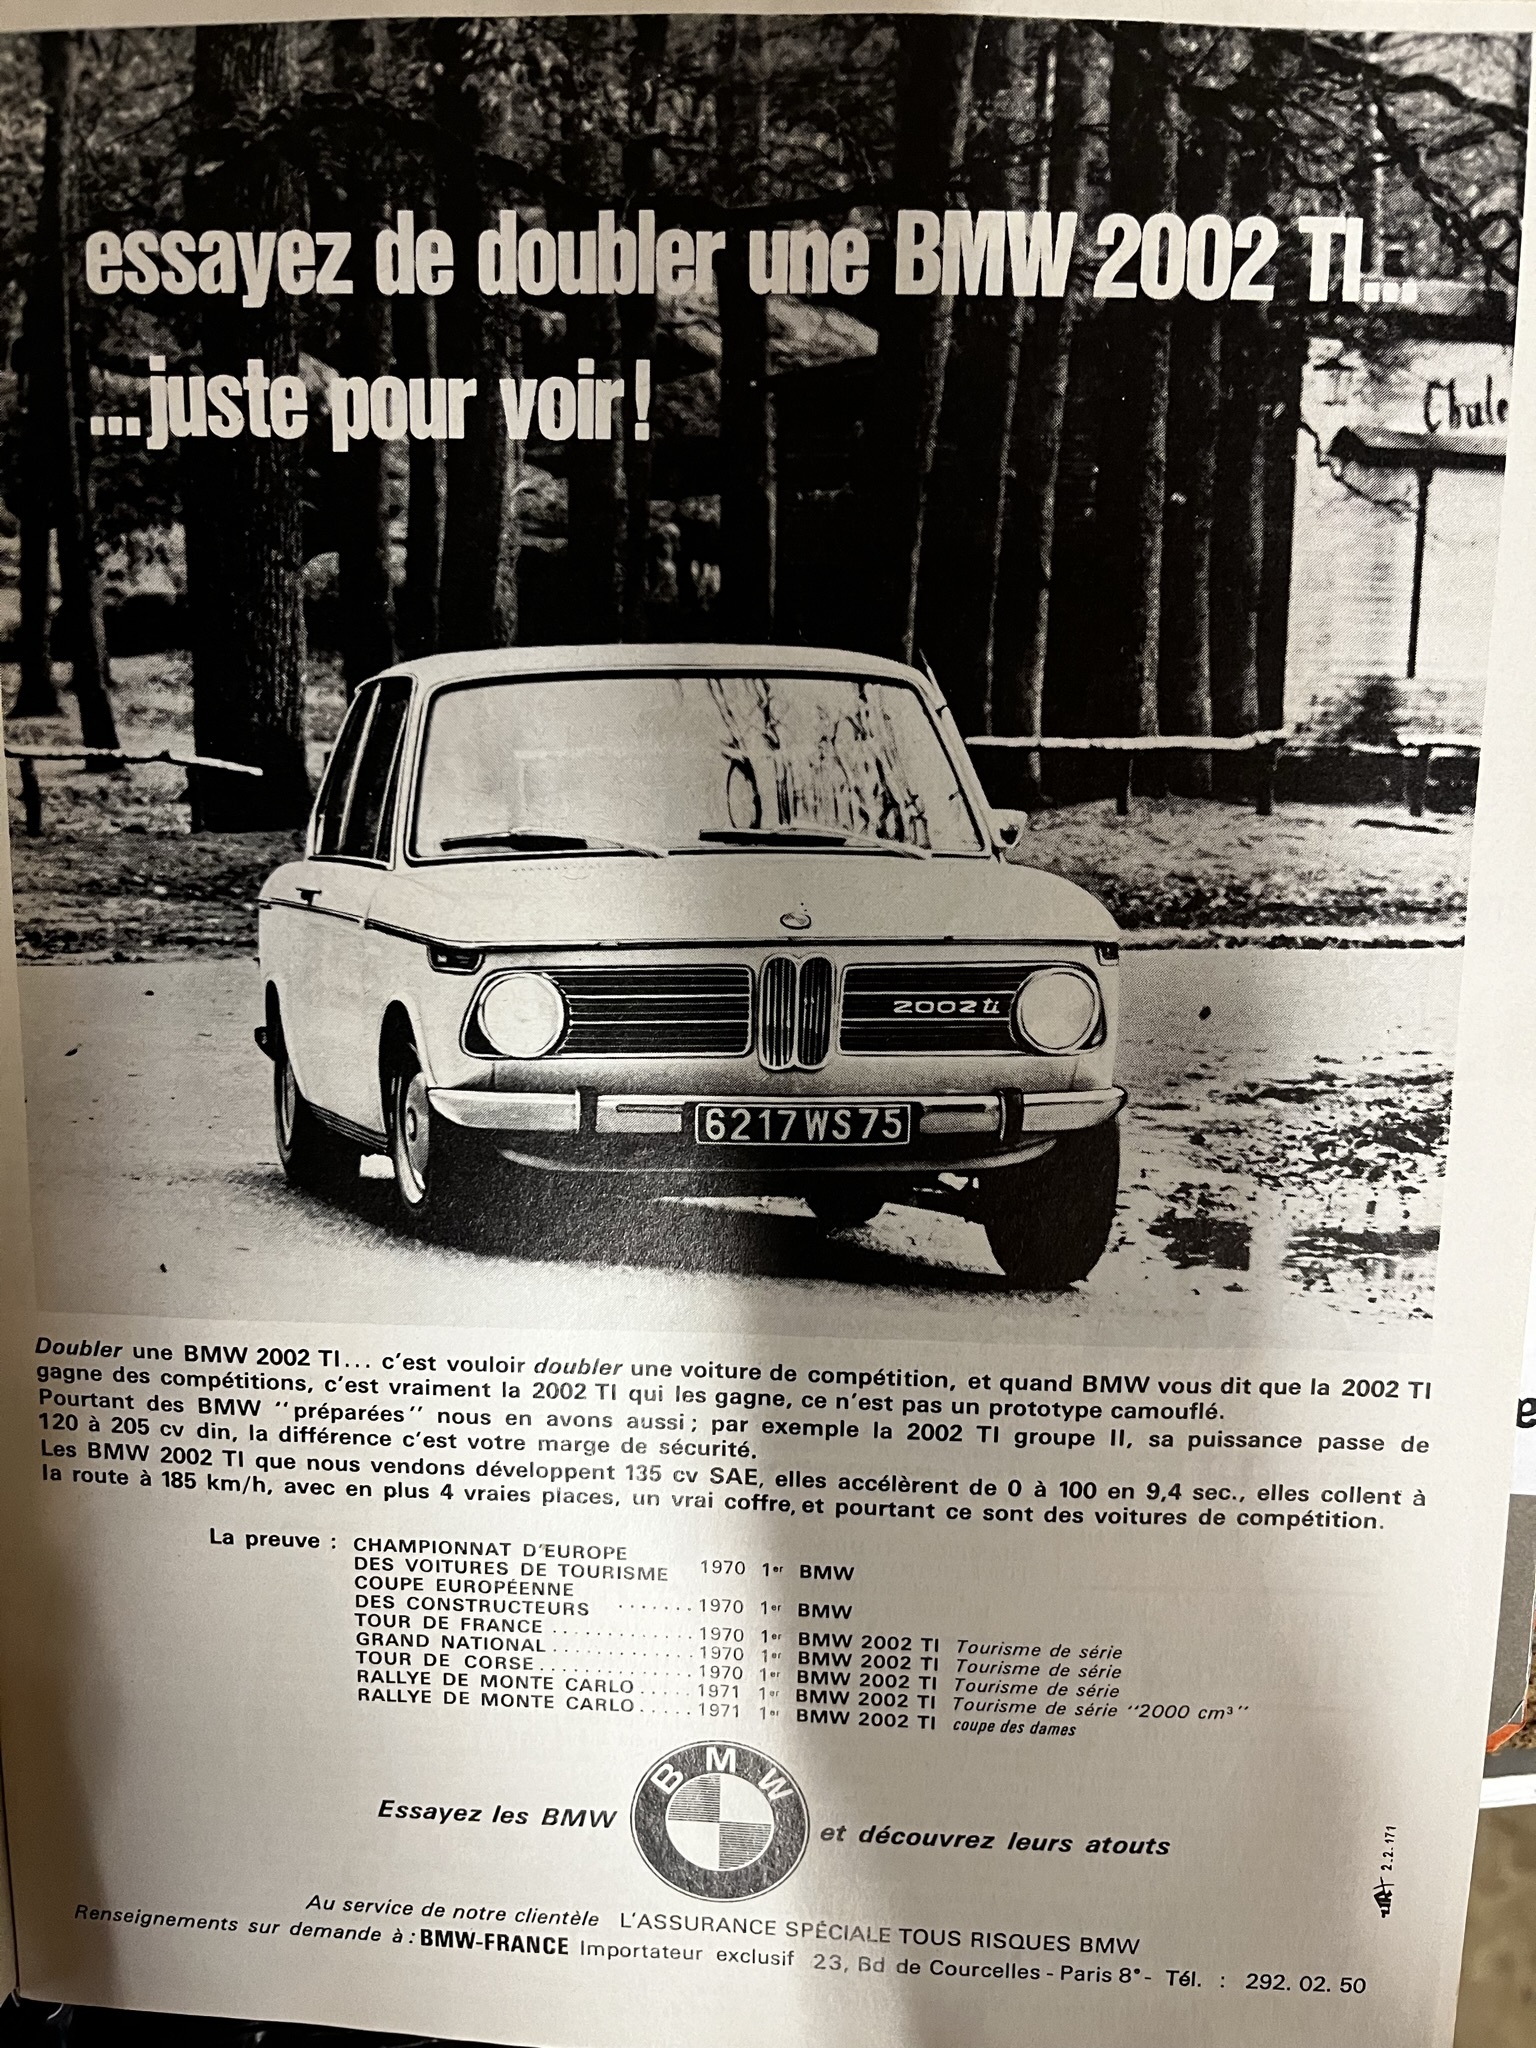 essayez de doubler une BMW 2002 TI...
...juste pour voir!
Chale
2002 ti
6217 WS 75
Doubler une BMW 2002 TI... c'est vouloir doubler une voiture de compétition, et quand BMW vous dit que la 2002 TI
gagne des compétitions, c'est vraiment la 2002 TI qui les gagne, ce n'est pas un prototype camouflé.
Pourtant des BMW "préparées" nous en avons aussi; par exemple la 2002 TI groupe II, sa puissance passe de
120 à 205 cv din, la différence c'est votre marge de sécurité.
Les BMW 2002 TI que nous vendons développent 135 cv SAE, elles accélèrent de 0 à 100 en 9,4 sec., elles collent à
la route à 185 km/h, avec en plus 4 vraies places, un vrai coffre, et pourtant ce sont des voitures de compétition.
La preuve : CHAMPIONNAT D'EUROPE
DES VOITURES DE TOURISME 1970 1er BMW
COUPE EUROPÉENNE
DES CONSTRUCTEURS .......1970 1er BMW
TOUR DE FRANCE .............1970 1er BMW 2002 TI Tourisme de série
GRAND NATIONAL.............1970 1er BMW 2002 TI Tourisme de série
TOUR DE CORSE..............1970 1er BMW 2002 TI Tourisme de série
RALLYE DE MONTE CARLO.....1971 1er BMW 2002 TI Tourisme de série "2000 cm³"
RALLYE DE MONTE CARLO.....1971 1er BMW 2002 TI coupe des dames
Essayez les BMW BMW et découvrez leurs atouts
2.2.171
Au service de notre clientèle L'ASSURANCE SPÉCIALE TOUS RISQUES BMW
Renseignements sur demande à : BMW-FRANCE Importateur exclusif 23, Bd de Courcelles - Paris 8e - Tél. : 292. 02. 50